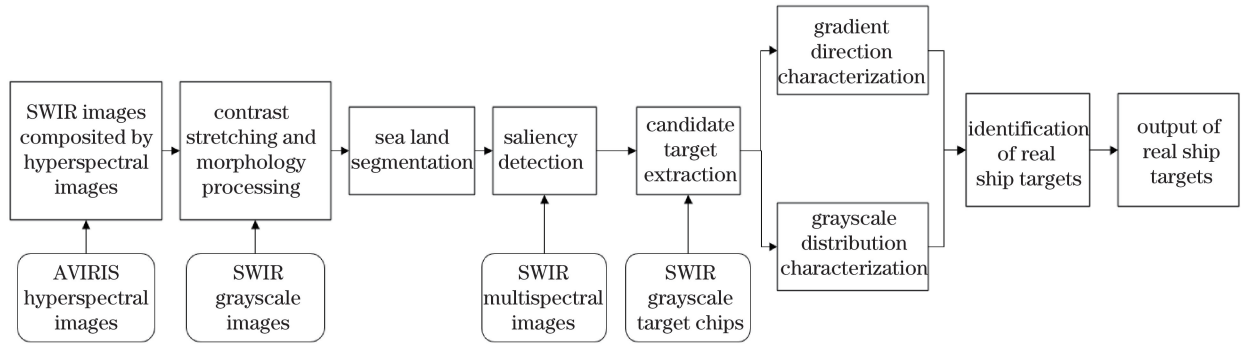 SWIR images
composited by
hyperspectral
images
contrast
stretching and
morphology
processing
sea land
segmentation
saliency
detection
candidate
target
extraction
gradient
direction
characterization
grayscale
distribution
characterization
identification
of real
ship targets
output of
real ship
targets
AVIRIS
hyperspectral
images
SWIR
grayscale
images
SWIR
multispectral
images
SWIR
grayscale
target chips